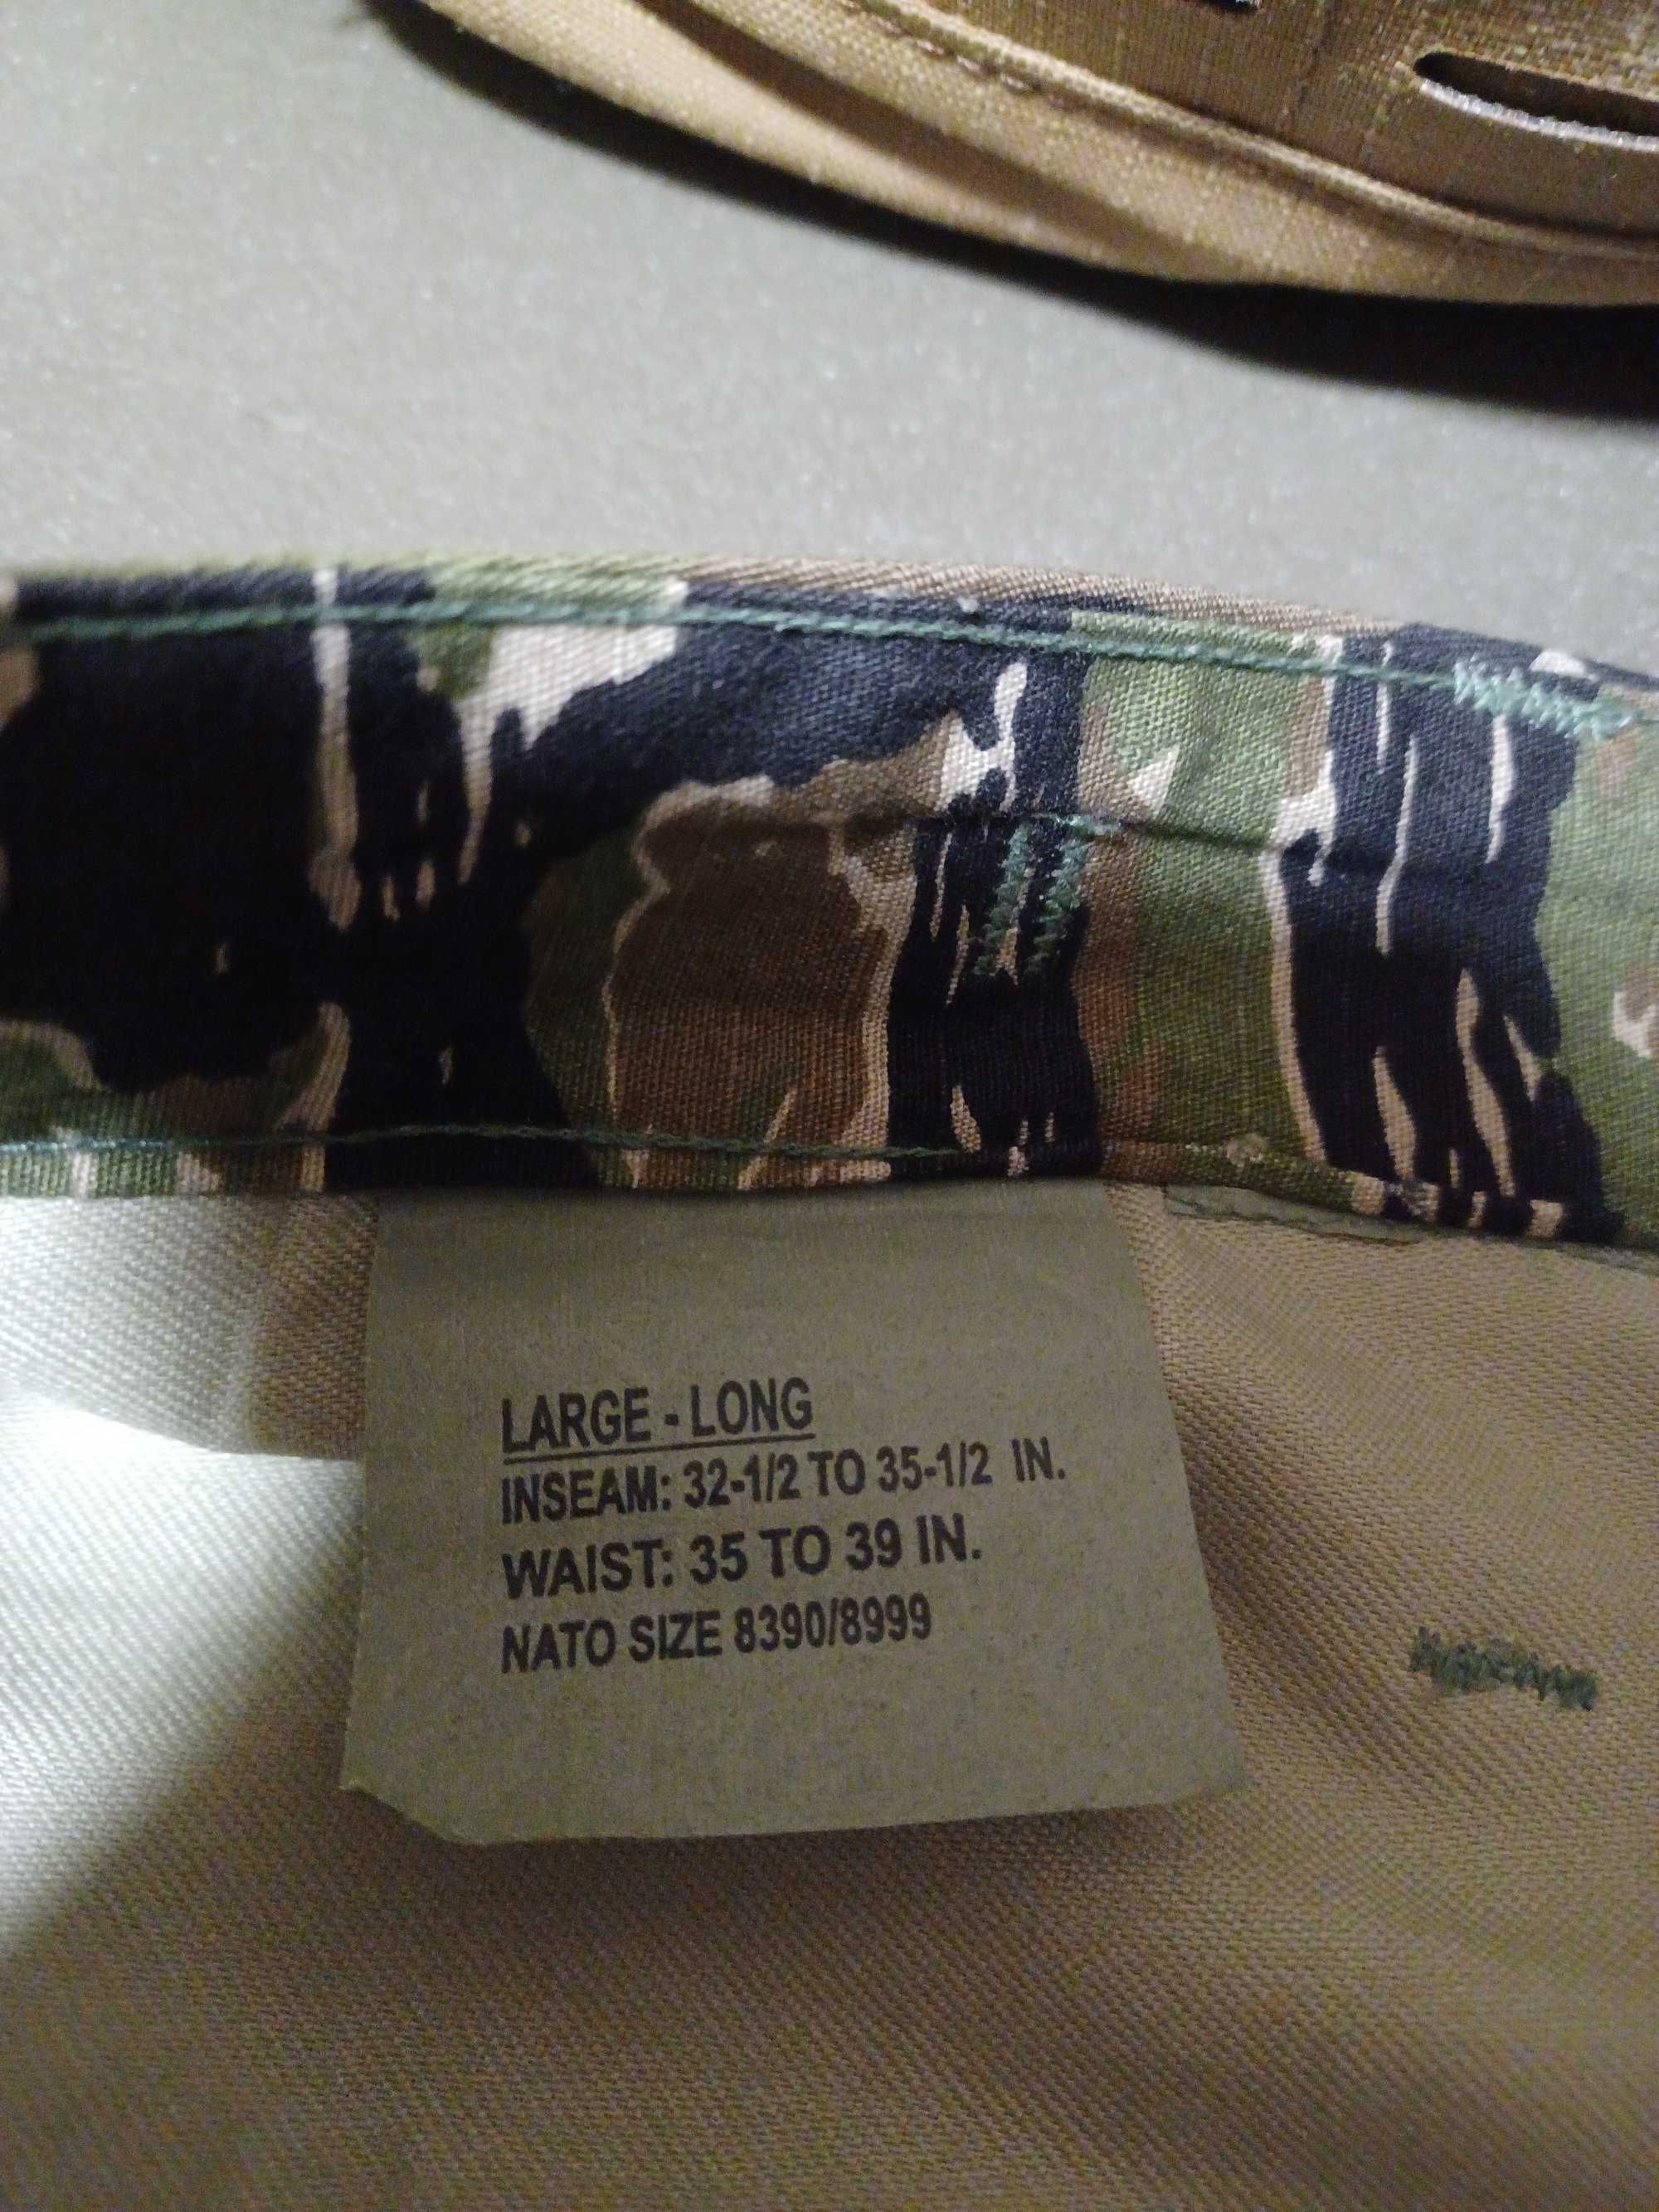 LARGE - LONG
INSEAM: 32-1/2 TO 35-1/2 IN.
WAIST: 35 TO 39 IN.
NATO SIZE 8390/8999